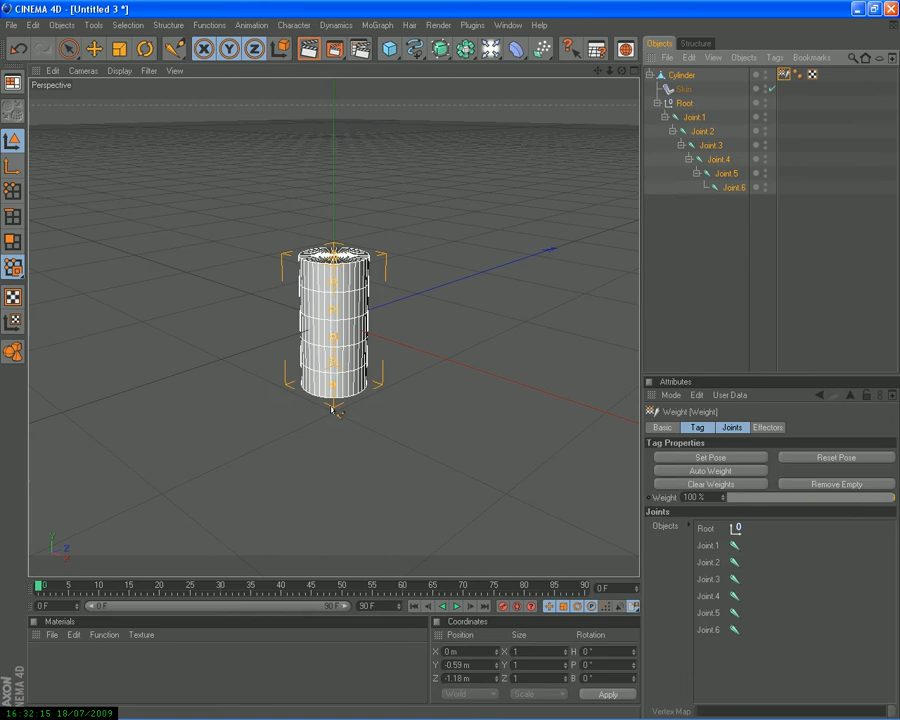 CINEMA 4D - [Untitled 3 *]
File Edit Objects Tools Selection Structure Functions Animation Character Dynamics MoGraph Hair Render Plugins Window Help
Edit Cameras Display Filter View
Perspective
Objects Structure
File Edit View Objects Tags Bookmarks
Cylinder
Skin
Root
Joint.1
Joint.2
Joint.3
Joint.4
Joint.5
Joint.6
Attributes
Mode Edit User Data
Weight [Weight]
Basic Tag Joints Effectors
Tag Properties
Set Pose Reset Pose
Auto Weight
Clear Weights Remove Empty
Weight 100 %
Joints
Objects
Root 0
Joint.1
Joint.2
Joint.3
Joint.4
Joint.5
Joint.6
Vertex Map
Y Z X
0 5 10 15 20 25 30 35 40 45 50 55 60 65 70 75 80 85 90 0 F
0 F 0 F 90 F 90 F
Materials
File Edit Function Texture
Coordinates
Position Size Rotation
X 0 m X 1 H 0 °
Y -0.59 m Y 1 P 0 °
Z -1.18 m Z 1 B 0 °
World Scale Apply
AXON
CINEMA 4D
16:32:15 18/07/2009